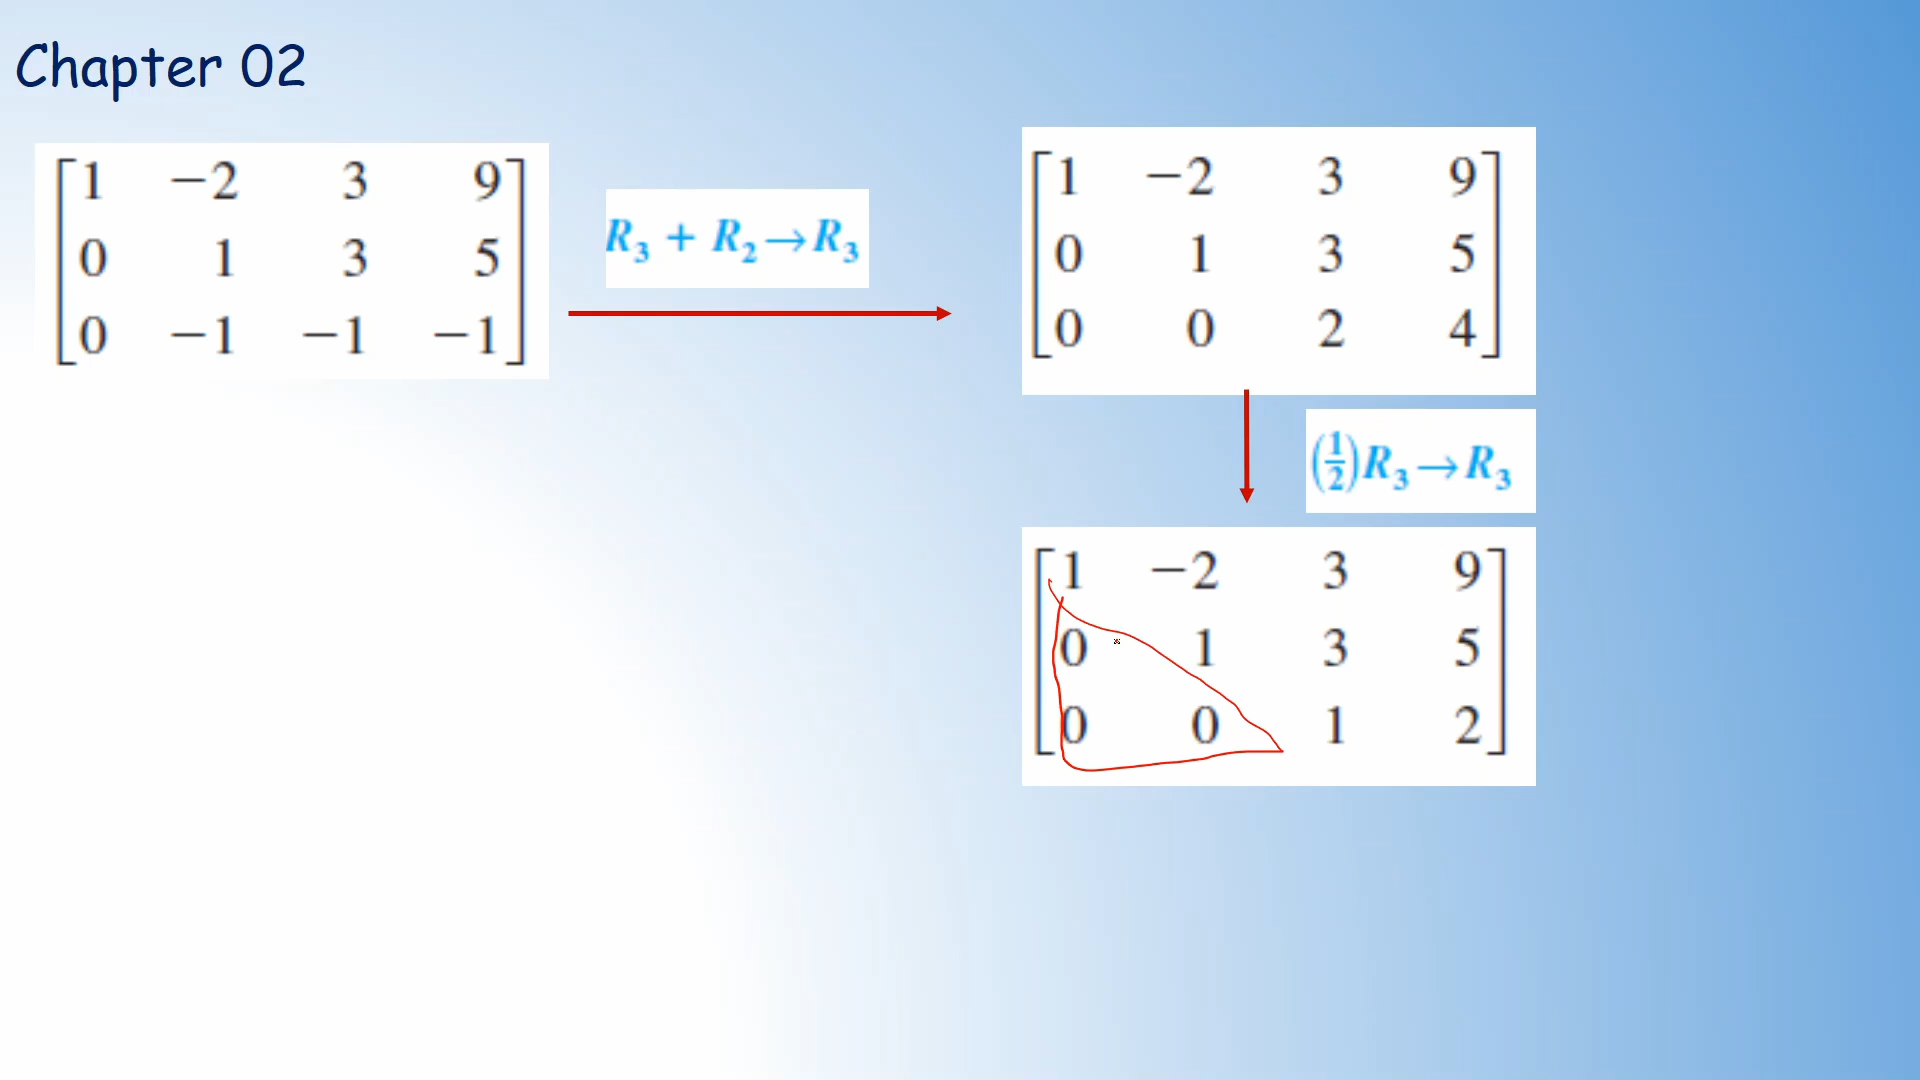 Chapter 02
1 −2 3 9
0 1 3 5
0 −1 −1 −1
R₃ + R₂ → R₃
1 −2 3 9
0 1 3 5
0 0 2 4
(1/2)R₃ → R₃
1 −2 3 9
0 1 3 5
0 0 1 2